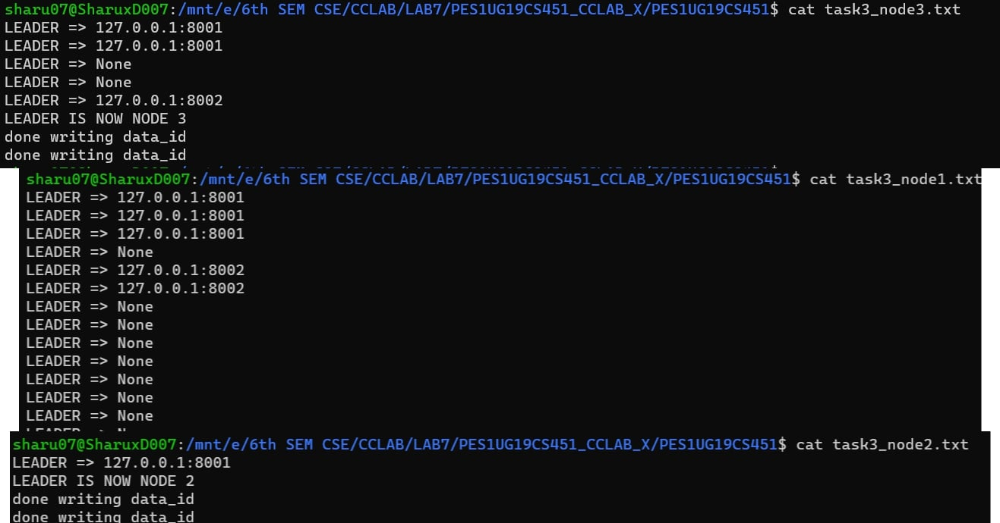 sharu07@SharuxD007:/mnt/e/6th SEM CSE/CCLAB/LAB7/PES1UG19CS451_CCLAB_X/PES1UG19CS451$ cat task3_node3.txt
LEADER => 127.0.0.1:8001
LEADER => 127.0.0.1:8001
LEADER => None
LEADER => None
LEADER => 127.0.0.1:8002
LEADER IS NOW NODE 3
done writing data_id
done writing data_id
sharu07@SharuxD007:/mnt/e/6th SEM CSE/CCLAB/LAB7/PES1UG19CS451_CCLAB_X/PES1UG19CS451$ cat task3_node1.txt
LEADER => 127.0.0.1:8001
LEADER => 127.0.0.1:8001
LEADER => 127.0.0.1:8001
LEADER => None
LEADER => 127.0.0.1:8002
LEADER => 127.0.0.1:8002
LEADER => None
LEADER => None
LEADER => None
LEADER => None
LEADER => None
LEADER => None
LEADER => None
sharu07@SharuxD007:/mnt/e/6th SEM CSE/CCLAB/LAB7/PES1UG19CS451_CCLAB_X/PES1UG19CS451$ cat task3_node2.txt
LEADER => 127.0.0.1:8001
LEADER IS NOW NODE 2
done writing data_id
done writing data_id